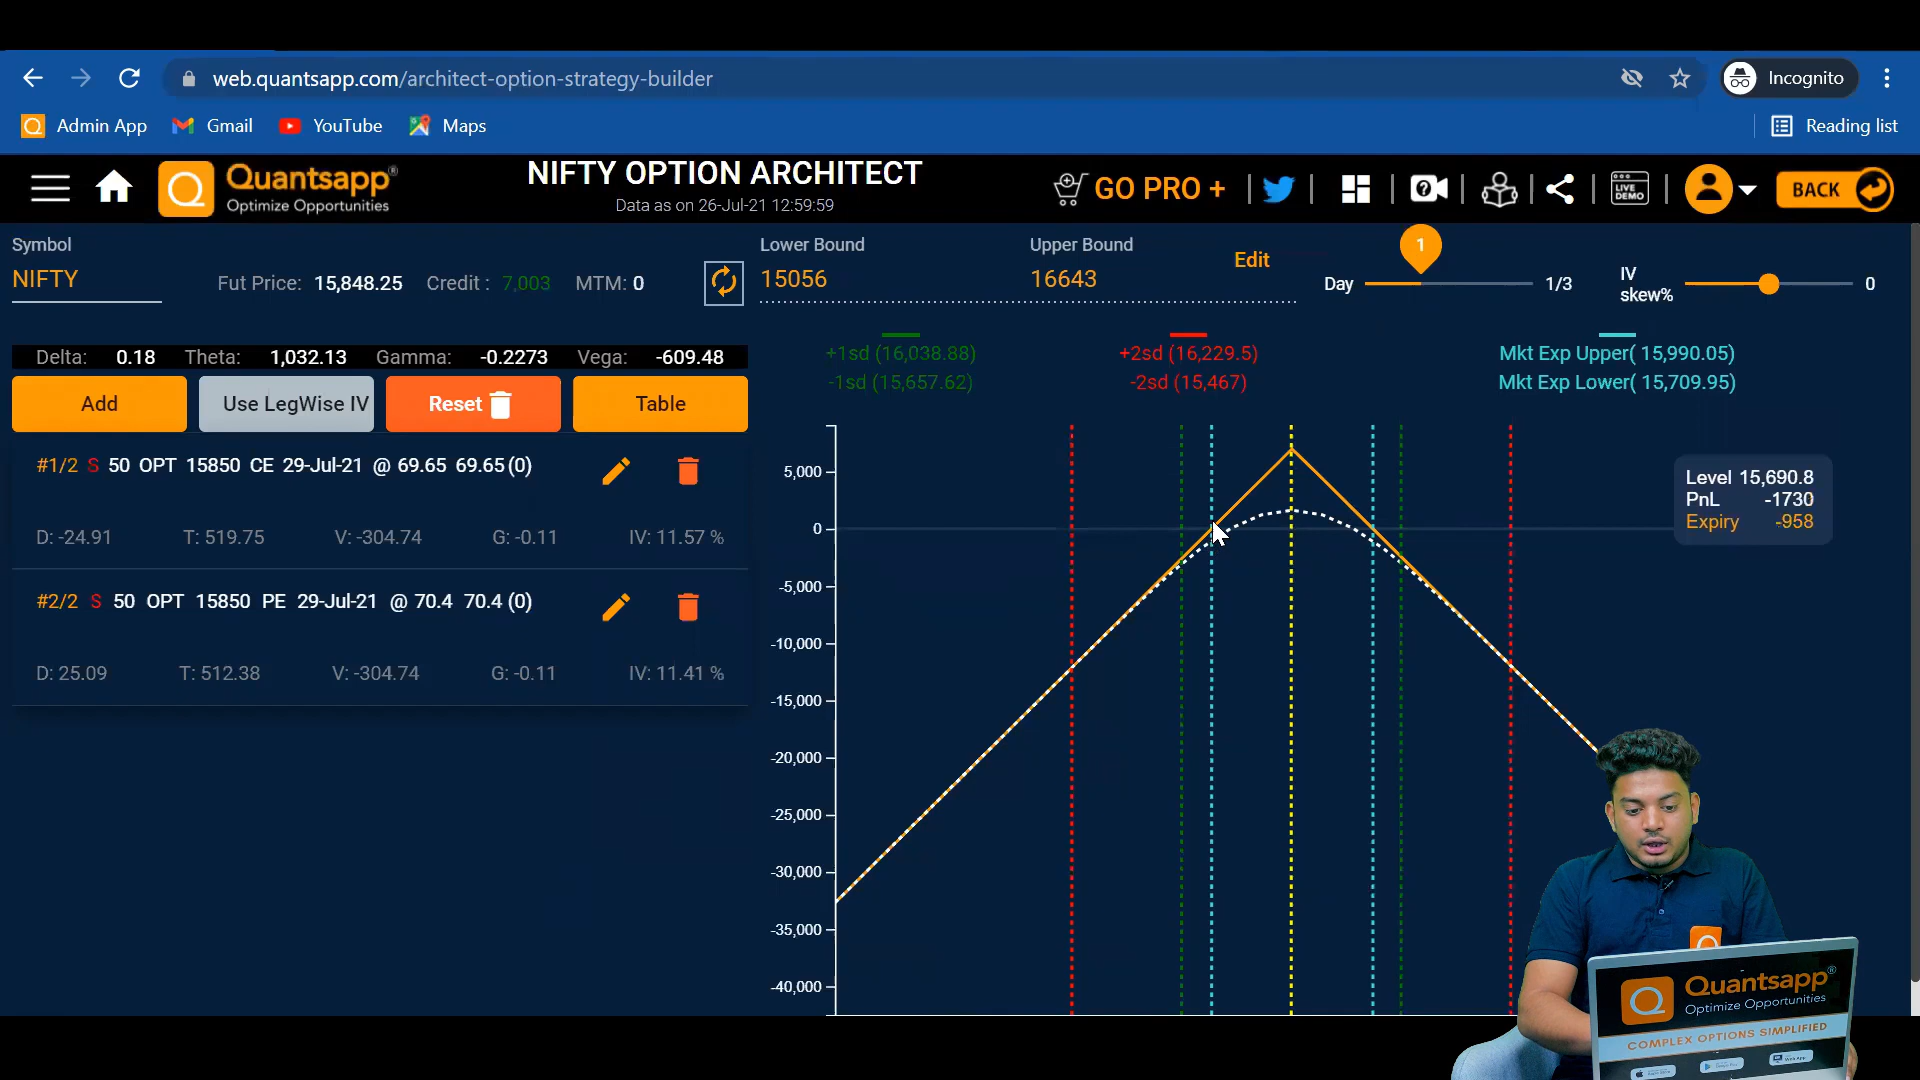 web.quantsapp.com/architect-option-strategy-builder
Incognito
Admin App
Gmail
YouTube
Maps
Reading list
Quantsapp®
Optimize Opportunities
NIFTY OPTION ARCHITECT
Data as on 26-Jul-21 12:59:59
GO PRO +
LIVE DEMO
BACK
Symbol
NIFTY
Fut Price: 15,848.25 Credit : 7,003 MTM: 0
Lower Bound
15056
Upper Bound
16643
Edit
Day
1
1/3
IV
skew%
0
Delta: 0.18 Theta: 1,032.13 Gamma: -0.2273 Vega: -609.48
Add
Use LegWise IV
Reset
Table
#1/2 S 50 OPT 15850 CE 29-Jul-21 @ 69.65 69.65(0)
D: -24.91 T: 519.75 V: -304.74 G: -0.11 IV: 11.57 %
#2/2 S 50 OPT 15850 PE 29-Jul-21 @ 70.4 70.4 (0)
D: 25.09 T: 512.38 V: -304.74 G: -0.11 IV: 11.41 %
+1sd (16,038.88)
-1sd (15,657.62)
+2sd (16,229.5)
-2sd (15,467)
Mkt Exp Upper( 15,990.05)
Mkt Exp Lower( 15,709.95)
5,000
0
-5,000
-10,000
-15,000
-20,000
-25,000
-30,000
-35,000
-40,000
Level 15,690.8
PnL -1730
Expiry -958
Quantsapp®
Optimize Opportunities
COMPLEX OPTIONS SIMPLIFIED